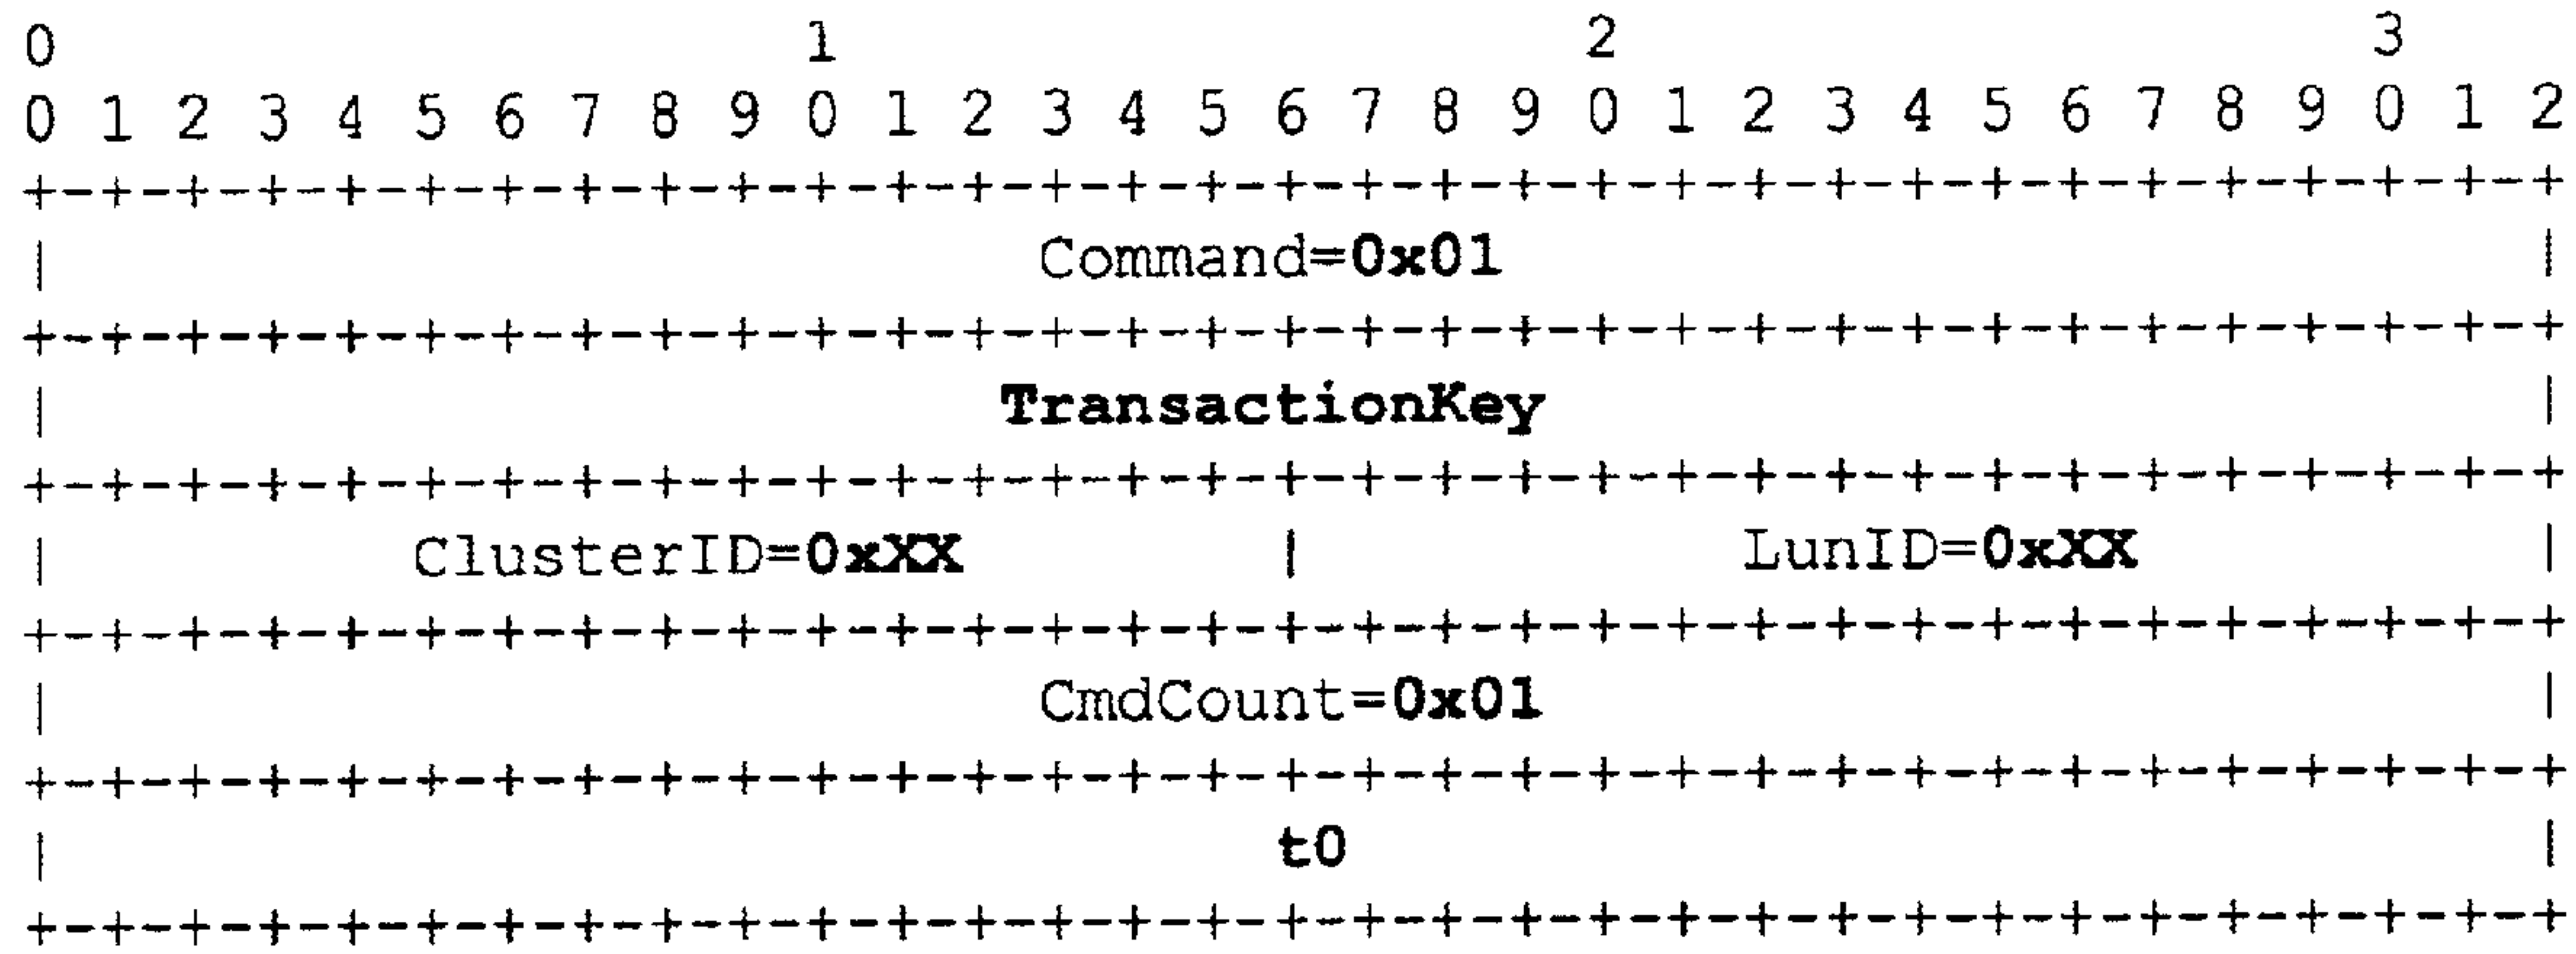 0                   1                   2                   3
0 1 2 3 4 5 6 7 8 9 0 1 2 3 4 5 6 7 8 9 0 1 2 3 4 5 6 7 8 9 0 1 2
+-+-+-+-+-+-+-+-+-+-+-+-+-+-+-+-+-+-+-+-+-+-+-+-+-+-+-+-+-+-+-+-+
|                         Command=0x01                          |
+-+-+-+-+-+-+-+-+-+-+-+-+-+-+-+-+-+-+-+-+-+-+-+-+-+-+-+-+-+-+-+-+
|                        TransactionKey                         |
+-+-+-+-+-+-+-+-+-+-+-+-+-+-+-+-+-+-+-+-+-+-+-+-+-+-+-+-+-+-+-+-+
|         ClusterID=0xXX        |           LunID=0xXX          |
+-+-+-+-+-+-+-+-+-+-+-+-+-+-+-+-+-+-+-+-+-+-+-+-+-+-+-+-+-+-+-+-+
|                         CmdCount=0x01                         |
+-+-+-+-+-+-+-+-+-+-+-+-+-+-+-+-+-+-+-+-+-+-+-+-+-+-+-+-+-+-+-+-+
|                               t0                              |
+-+-+-+-+-+-+-+-+-+-+-+-+-+-+-+-+-+-+-+-+-+-+-+-+-+-+-+-+-+-+-+-+